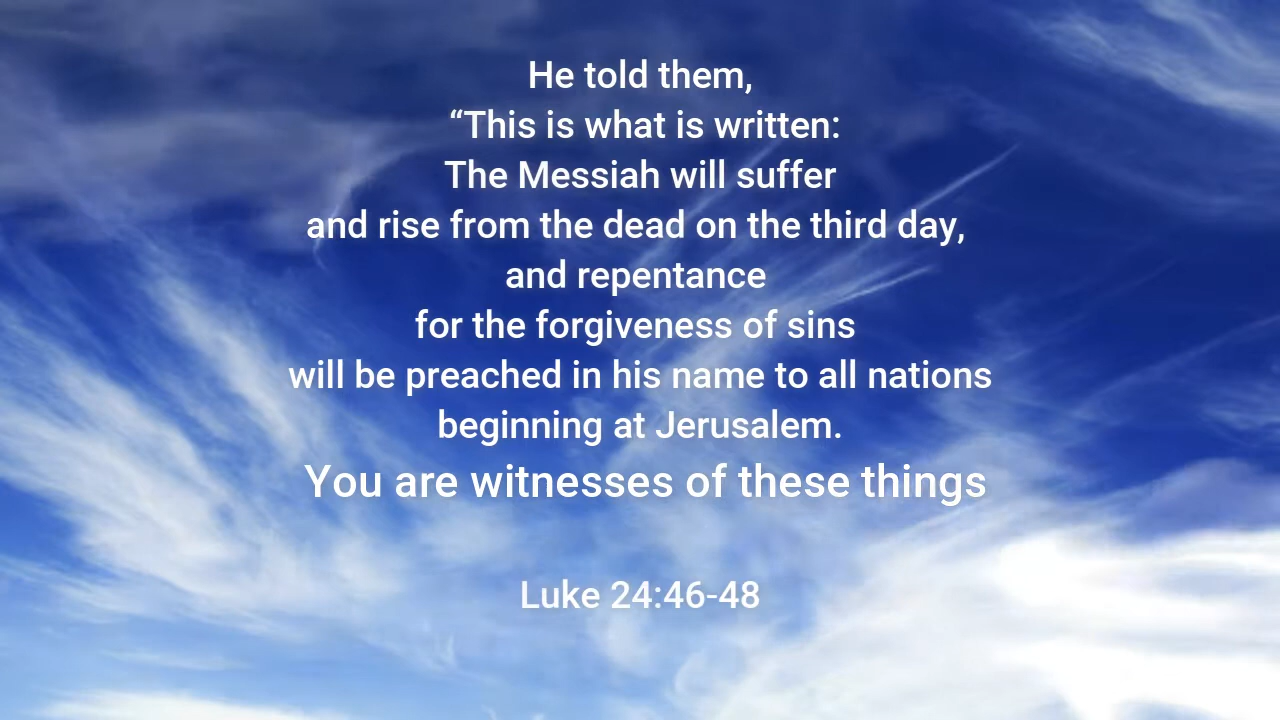 He told them,
“This is what is written:
The Messiah will suffer
and rise from the dead on the third day,
and repentance
for the forgiveness of sins
will be preached in his name to all nations
beginning at Jerusalem.
You are witnesses of these things
Luke 24:46-48